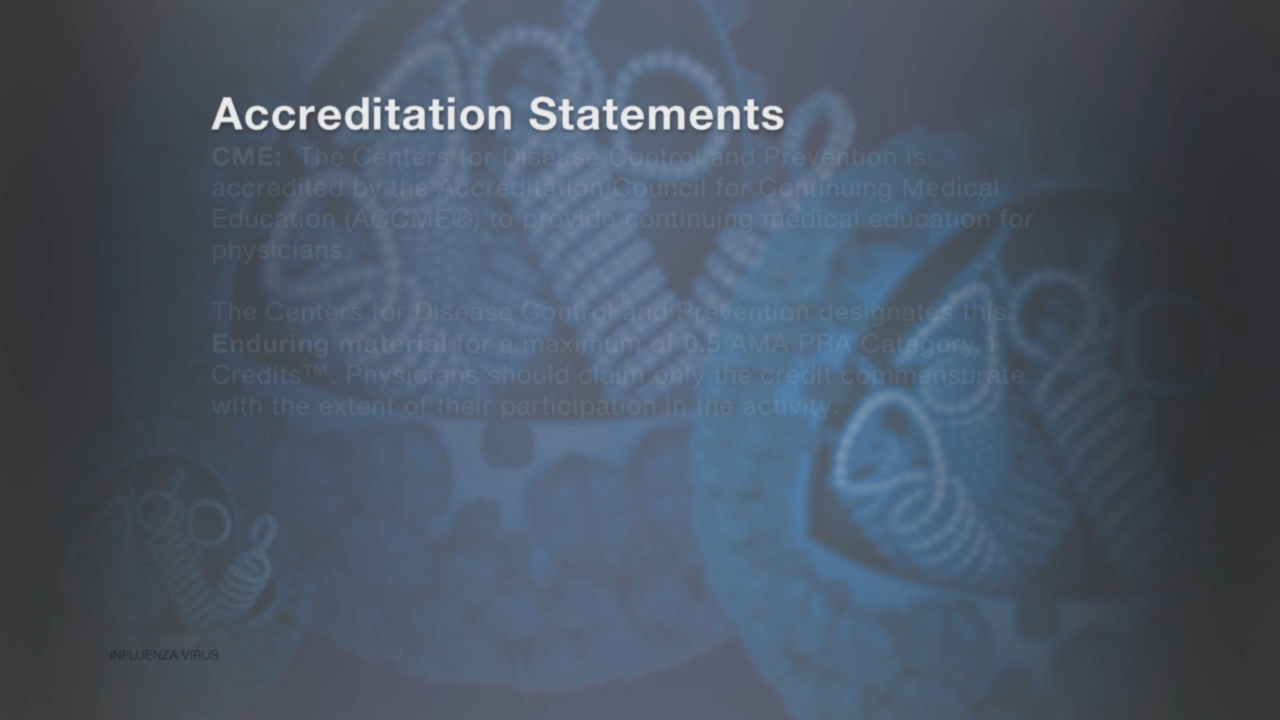 Accreditation Statements
CME: The Centers for Disease Control and Prevention is
accredited by the Accreditation Council for Continuing Medical
Education (ACCME®) to provide continuing medical education for
physicians.
The Centers for Disease Control and Prevention designates this
Enduring material for a maximum of 0.5 AMA PRA Category 1
Credits™. Physicians should claim only the credit commensurate
with the extent of their participation in the activity.
INFLUENZA VIRUS